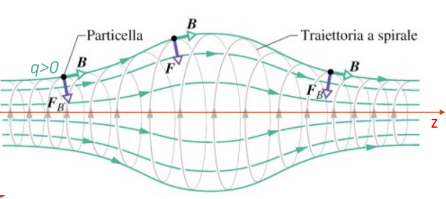 Particella
B
Traiettoria a spirale
q>0
B
F
B
F_B
F_B
z